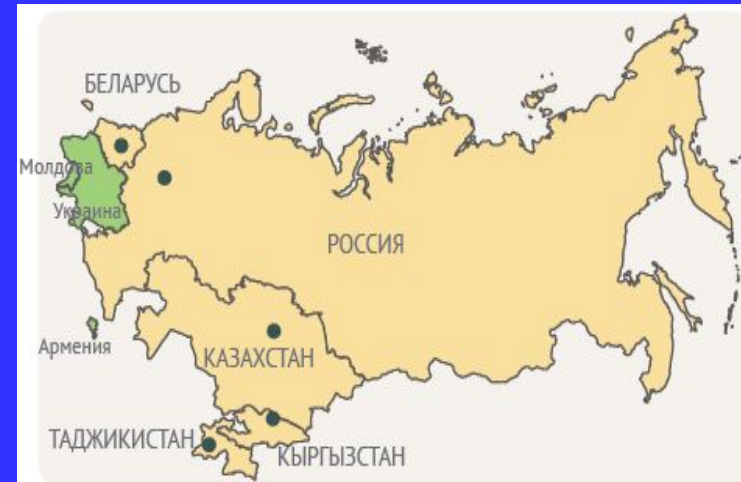 БЕЛАРУСЬ
Молдова
Украина
РОССИЯ
Армения
КАЗАХСТАН
ТАДЖИКИСТАН
КЫРГЫЗСТАН